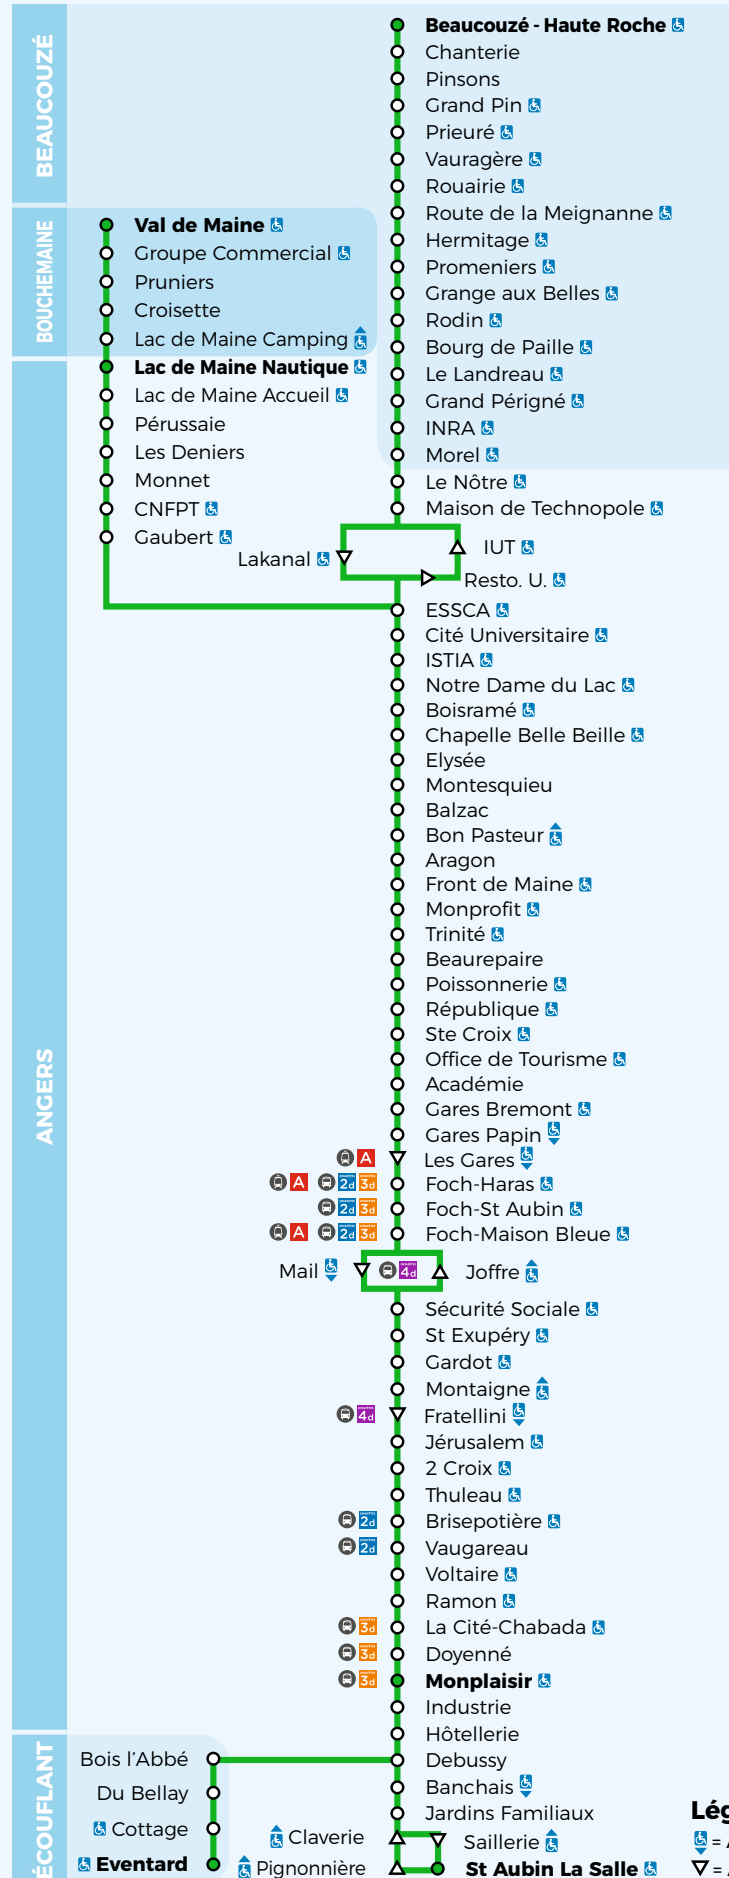 BEAUCOUZÉ
Beaucouzé - Haute Roche
Chanterie
Pinsons
Grand Pin
Prieuré
Vauragère
Rouairie
Route de la Meignanne
Hermitage
Promeniers
Grange aux Belles
Rodin
Bourg de Paille
Le Landreau
Grand Périgné
INRA
Morel
Le Nôtre
Maison de Technopole
BOUCHEMAINE
Val de Maine
Groupe Commercial
Pruniers
Croisette
Lac de Maine Camping
Lac de Maine Nautique
Lac de Maine Accueil
Pérussaie
Les Deniers
Monnet
CNFPT
Gaubert
Lakanal
IUT
Resto. U.
ANGERS
ESSCA
Cité Universitaire
ISTIA
Notre Dame du Lac
Boisramé
Chapelle Belle Beille
Elysée
Montesquieu
Balzac
Bon Pasteur
Aragon
Front de Maine
Monprofit
Trinité
Beaurepaire
Poissonnerie
République
Ste Croix
Office de Tourisme
Académie
Gares Bremont
Gares Papin
A Les Gares
A 2d 3d Foch-Haras
2d 3d Foch-St Aubin
A 2d 3d Foch-Maison Bleue
Mail 4d Joffre
Sécurité Sociale
St Exupéry
Gardot
Montaigne
4d Fratellini
Jérusalem
2 Croix
Thuleau
2d Brisepotière
2d Vaugareau
Voltaire
Ramon
3d La Cité-Chabada
3d Doyenné
3d Monplaisir
Industrie
Hôtellerie
Debussy
Banchais
Jardins Familiaux
ÉCOUFLANT
Bois l'Abbé
Du Bellay
Cottage
Eventard
Claverie
Saillerie
Pignonnière
St Aubin La Salle
Lég
= A
= A